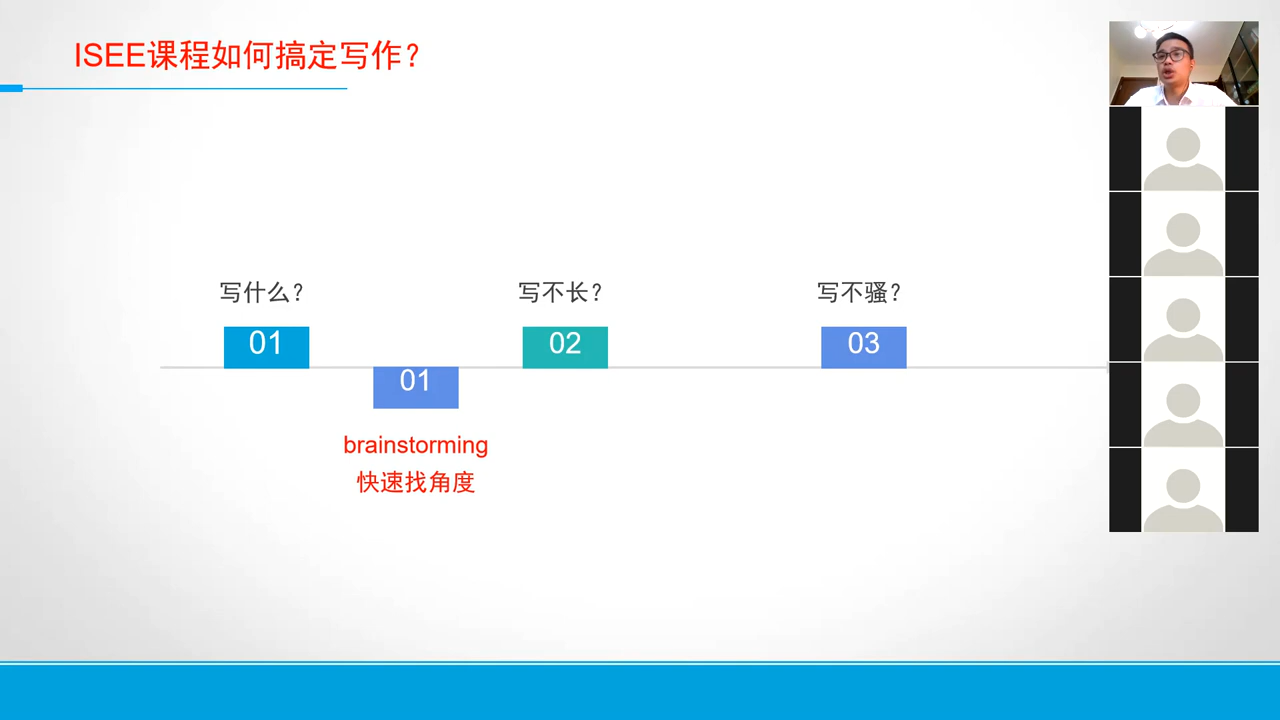 ISEE课程如何搞定写作？
写什么？
写不长？
写不骚？
01
02
03
01
brainstorming
快速找角度